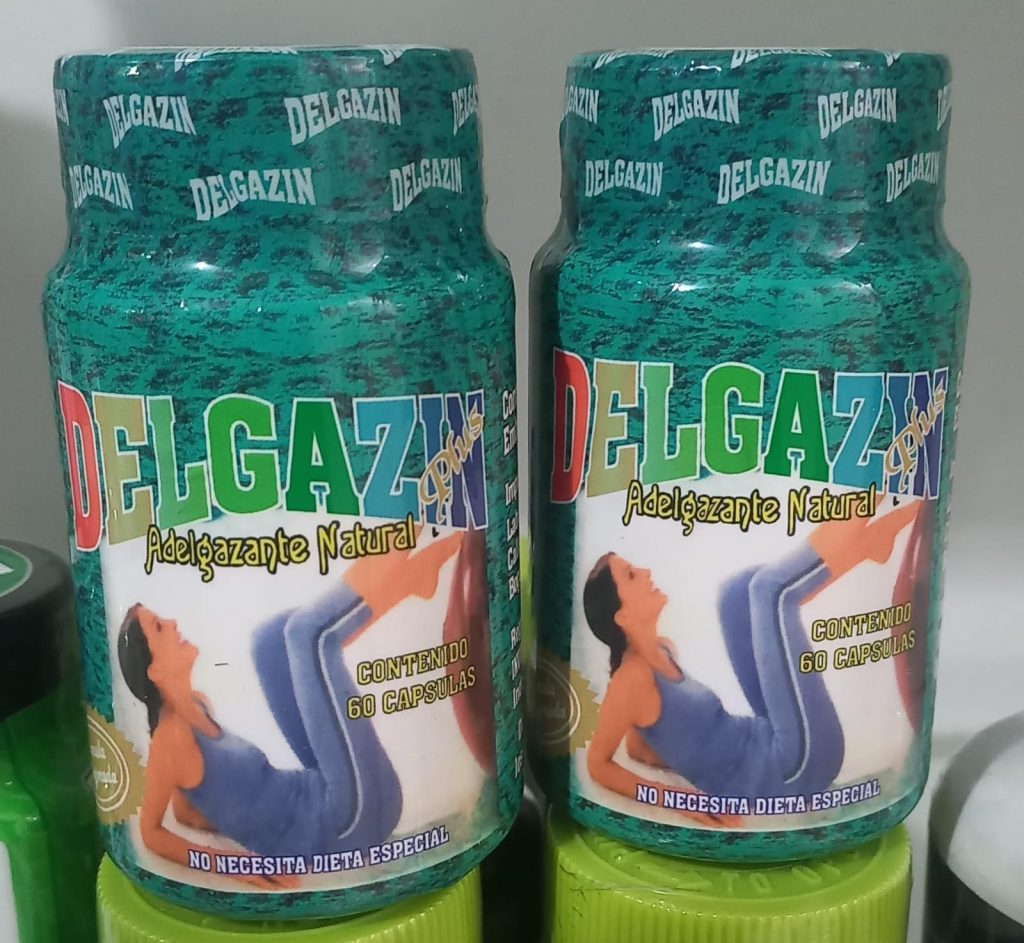 DELGAZIN DELGAZIN
DELGAZIN DELGAZIN DELGAZIN
DELGAZIN
Plus
Adelgazante Natural
CONTENIDO
60 CAPSULAS
NO NECESITA DIETA ESPECIAL
DELGAZIN DELGAZIN
DELGAZIN DELGAZIN DELGAZIN
DELGAZIN
Plus
Adelgazante Natural
CONTENIDO
60 CAPSULAS
NO NECESITA DIETA ESPECIAL